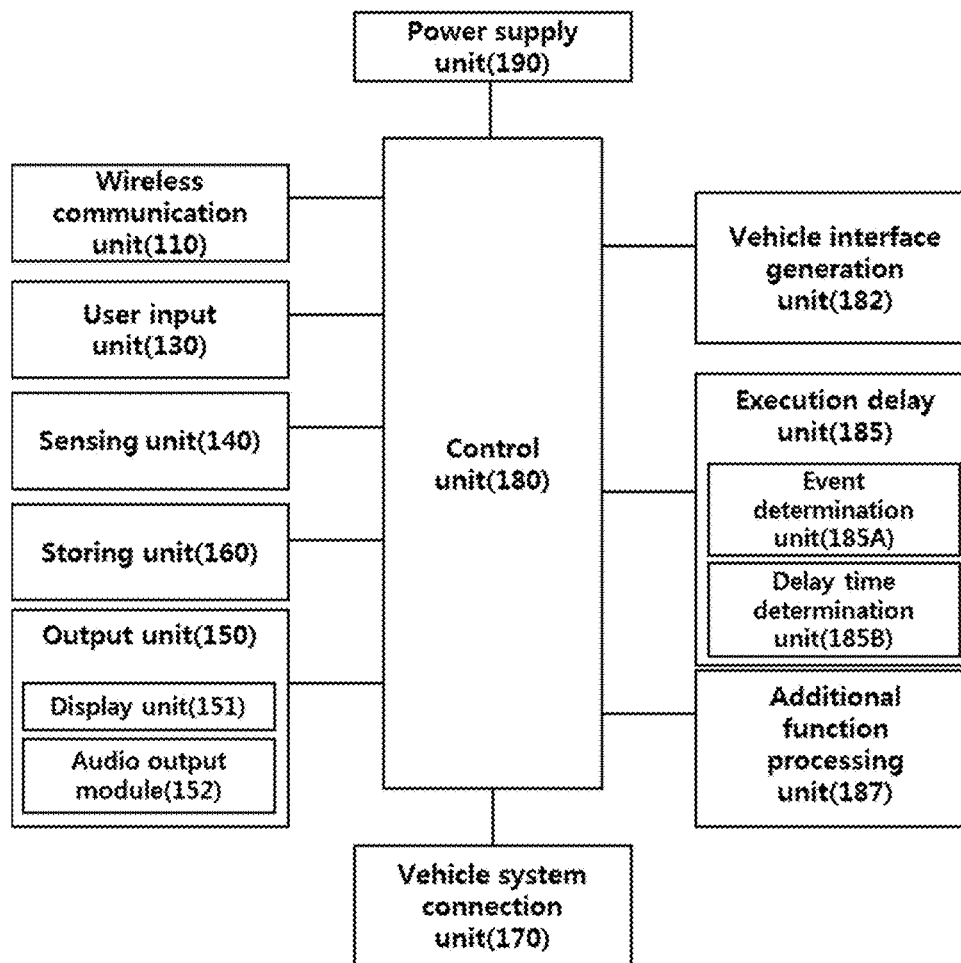 Power supply
unit(190)
Wireless
communication
unit(110)
User input
unit(130)
Sensing unit(140)
Storing unit(160)
Output unit(150)
Display unit(151)
Audio output
module(152)
Control
unit(180)
Vehicle interface
generation
unit(182)
Execution delay
unit(185)
Event
determination
unit(185A)
Delay time
determination
unit(185B)
Additional
function
processing
unit(187)
Vehicle system
connection
unit(170)